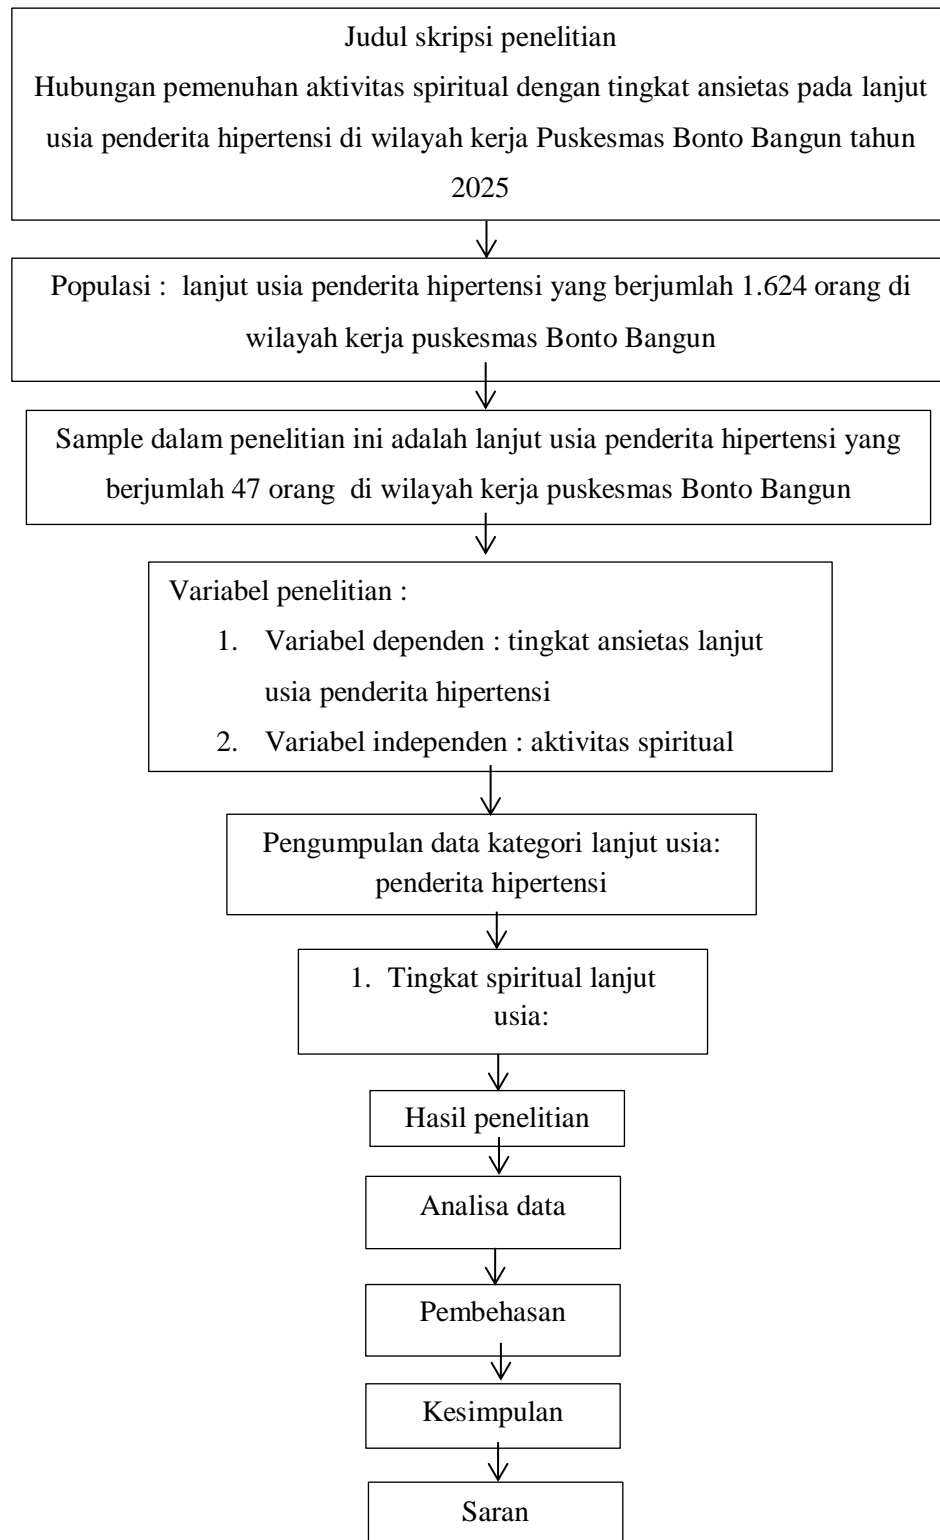 Judul skripsi penelitian
Hubungan pemenuhan aktivitas spiritual dengan tingkat ansietas pada lanjut
usia penderita hipertensi di wilayah kerja Puskesmas Bonto Bangun tahun
2025
Populasi : lanjut usia penderita hipertensi yang berjumlah 1.624 orang di
wilayah kerja puskesmas Bonto Bangun
Sample dalam penelitian ini adalah lanjut usia penderita hipertensi yang
berjumlah 47 orang di wilayah kerja puskesmas Bonto Bangun
Variabel penelitian :
1. Variabel dependen : tingkat ansietas lanjut
usia penderita hipertensi
2. Variabel independen : aktivitas spiritual
Pengumpulan data kategori lanjut usia:
penderita hipertensi
1. Tingkat spiritual lanjut
usia:
Hasil penelitian
Analisa data
Pembehasan
Kesimpulan
Saran